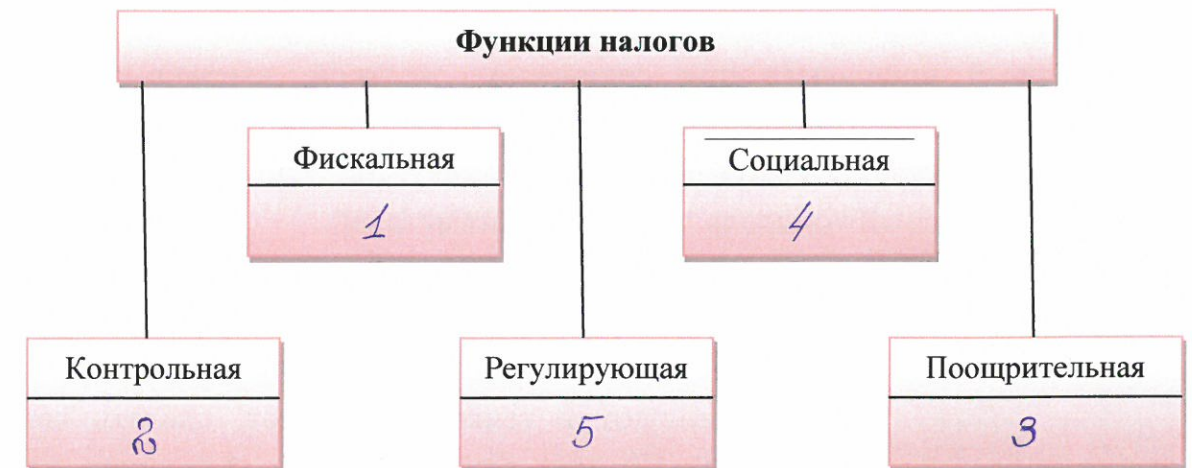 Функции налогов
Фискальная
1
Социальная
4
Контрольная
2
Регулирующая
5
Поощрительная
3